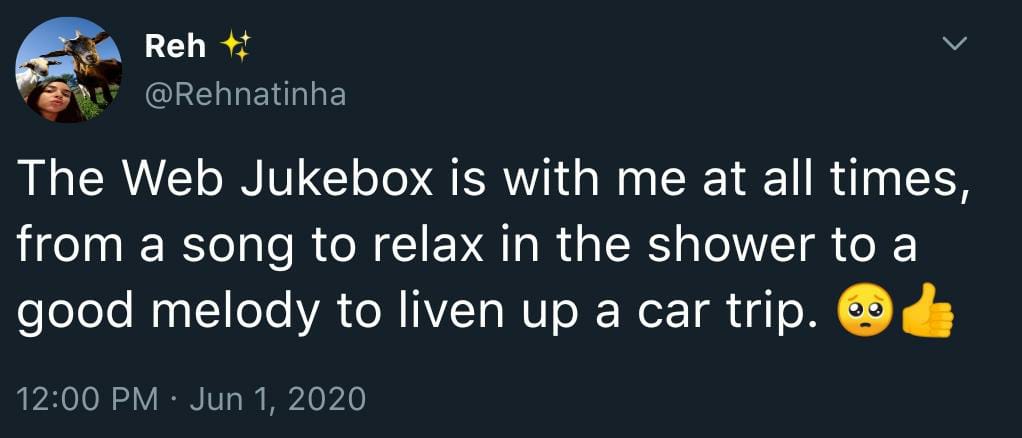 Reh ✨
@Rehnatinha
The Web Jukebox is with me at all times,
from a song to relax in the shower to a
good melody to liven up a car trip. 🥺👍
12:00 PM · Jun 1, 2020